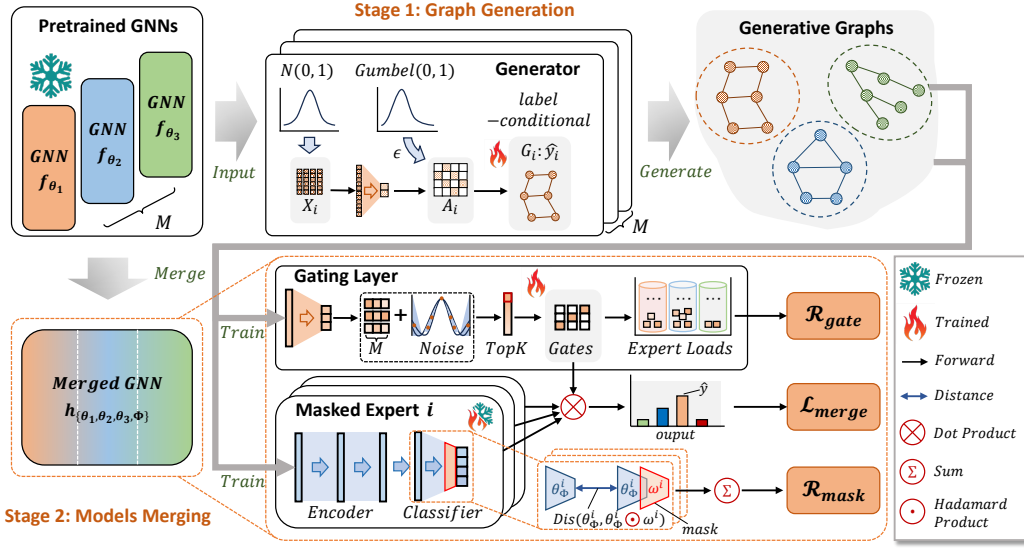 Pretrained GNNs
GNN
f_θ1
GNN
f_θ2
GNN
f_θ3
M
Input
Stage 1: Graph Generation
N(0, 1)
Gumbel(0, 1)
Generator
label
−conditional
ϵ
X_i
A_i
G_i: ŷ_i
M
Generate
Generative Graphs
Merge
Merged GNN
h_{θ1,θ2,θ3,Φ}
Stage 2: Models Merging
Train
Gating Layer
M
+
Noise
TopK
Gates
... ... ...
Expert Loads
ℛ_gate
Train
Masked Expert i
Encoder
Classifier
ŷ
ouput
ℒ_merge
θ_Φ^i
θ_Φ^i
ω^i
Dis(θ_Φ^i, θ_Φ^i ⊙ ω^i)
mask
Σ
ℛ_mask
Frozen
Trained
Forward
Distance
Dot Product
Σ
Sum
Hadamard
Product